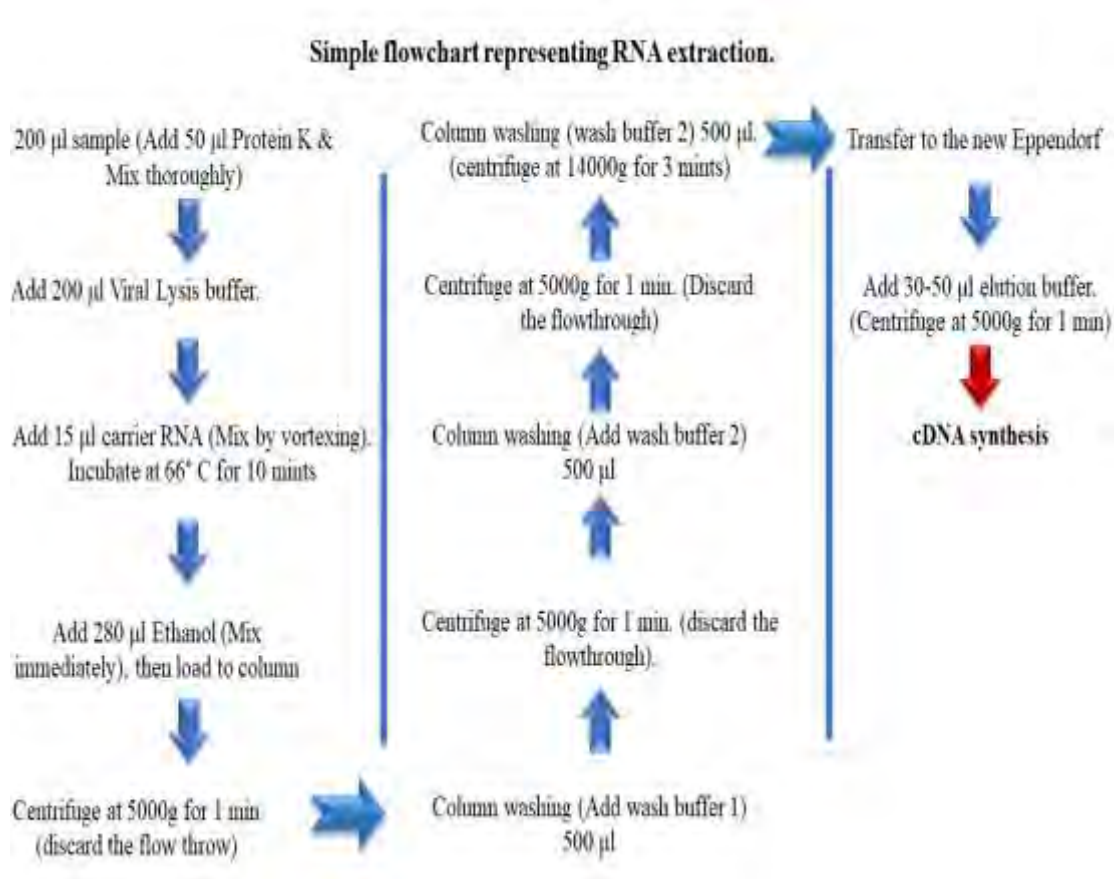 Simple flowchart representing RNA extraction.
200 µl sample (Add 50 µl Protein K &
Mix thoroughly)
Add 200 µl Viral Lysis buffer.
Add 15 µl carrier RNA (Mix by vortexing).
Incubate at 66° C for 10 mints
Add 280 µl Ethanol (Mix
immediately), then load to column
Centrifuge at 5000g for 1 min
(discard the flow throw)
Column washing (Add wash buffer 1)
500 µl
Centrifuge at 5000g for 1 min. (discard the
flowthrough).
Column washing (Add wash buffer 2)
500 µl
Centrifuge at 5000g for 1 min. (Discard
the flowthrough)
Column washing (wash buffer 2) 500 µl.
(centrifuge at 14000g for 3 mints)
Transfer to the new Eppendorf
Add 30-50 µl elution buffer.
(Centrifuge at 5000g for 1 min)
cDNA synthesis